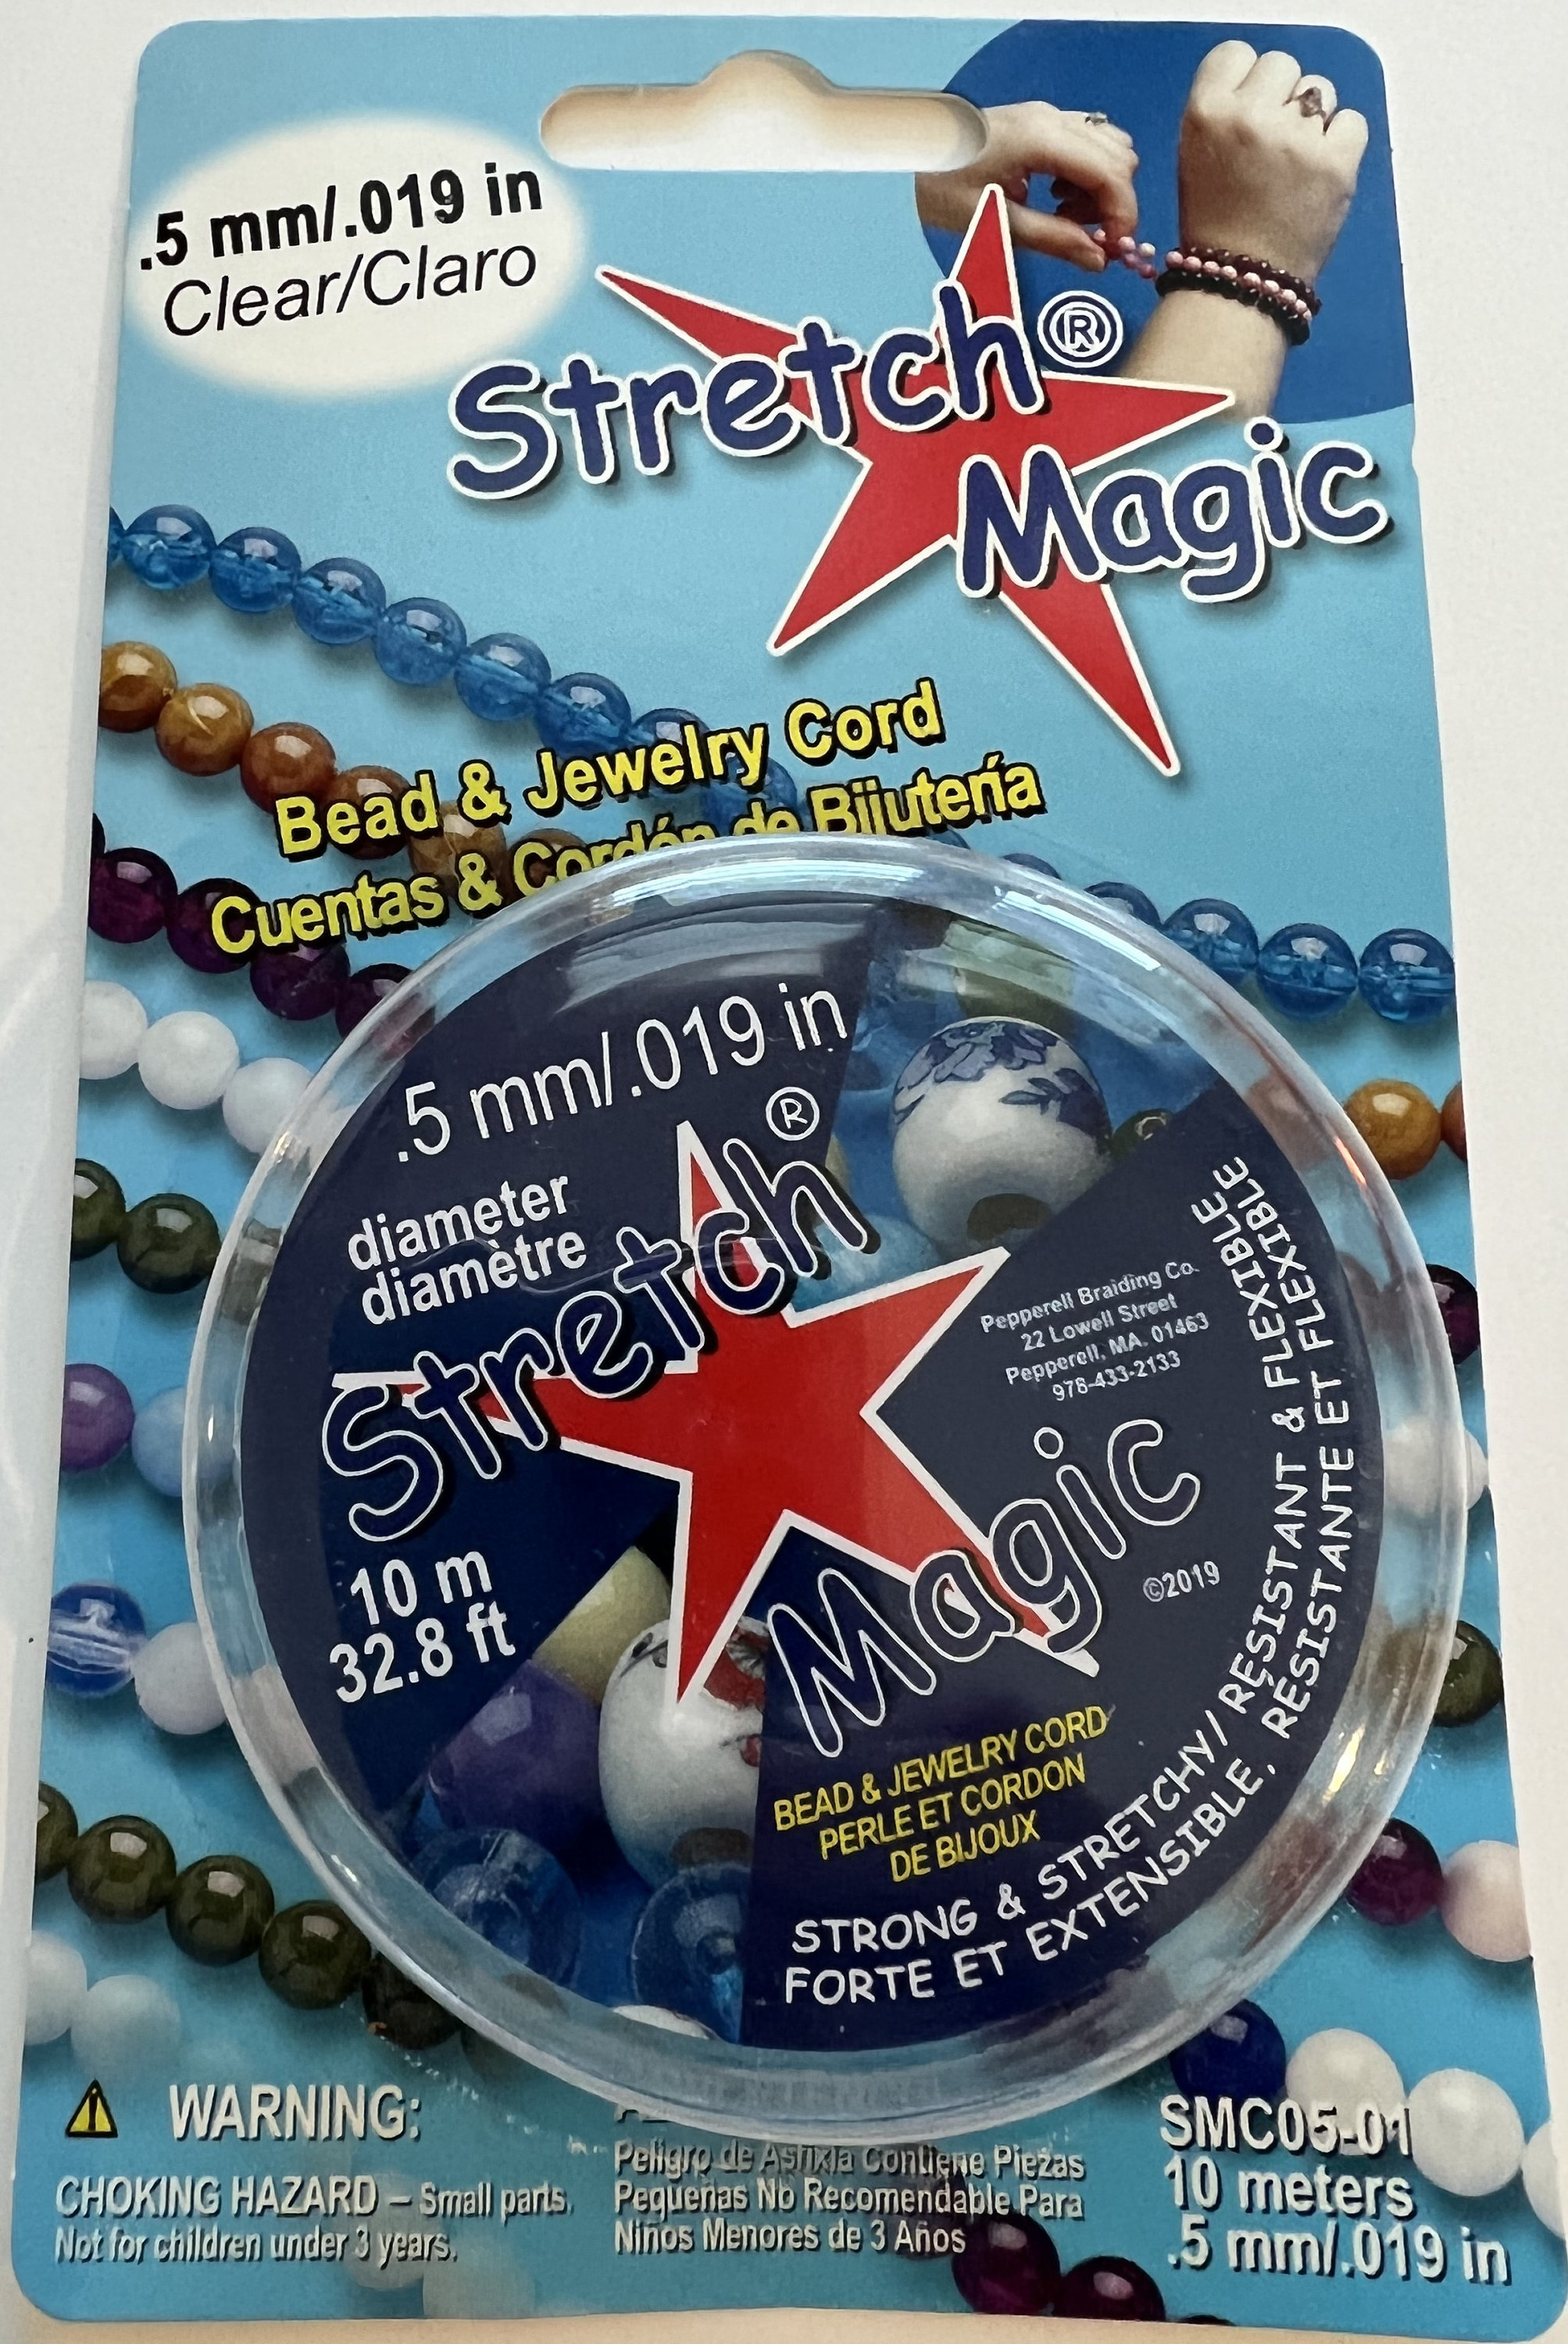 .5 mm/.019 in
Clear/Claro
Stretch®
Magic
Bead & Jewelry Cord
Cuentas & Cordón de Bijutería
.5 mm/.019 in
diameter
diamètre
Stretch®
Magic
Pepperell Braiding Co.
22 Lowell Street
Pepperell, MA. 01463
978-433-2133
10 m
32.8 ft
©2019
BEAD & JEWELRY CORD
PERLE ET CORDON
DE BIJOUX
STRONG & STRETCHY/ RESISTANT & FLEXIBLE
FORTE ET EXTENSIBLE, RÉSISTANTE ET FLEXIBLE
WARNING:
CHOKING HAZARD – Small parts.
Not for children under 3 years.
Peligro de Asfixia Contiene Piezas
Pequeñas No Recomendable Para
Niños Menores de 3 Años
SMC05-01
10 meters
.5 mm/.019 in